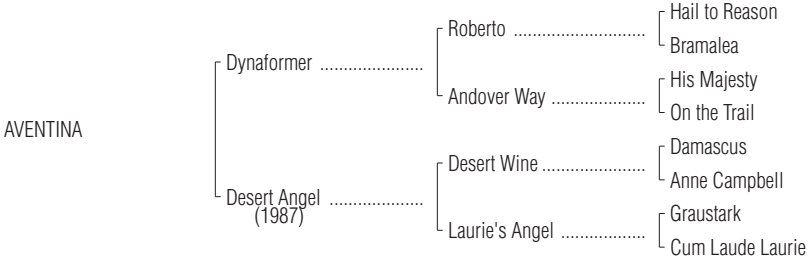 Hail to Reason
Roberto ............................
Bramalea
Dynaformer ......................
His Majesty
Andover Way ....................
On the Trail
AVENTINA
Damascus
Desert Wine ......................
Anne Campbell
Desert Angel ....................
(1987)
Graustark
Laurie's Angel ..................
Cum Laude Laurie